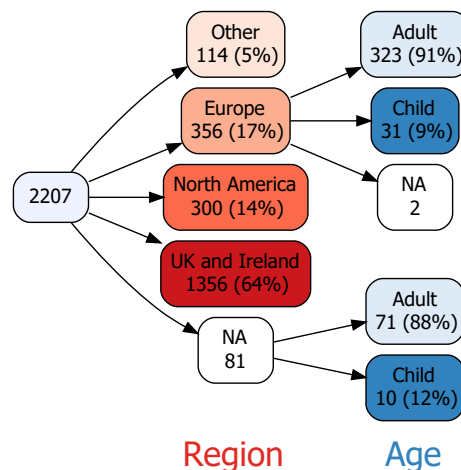 Other
114 (5%)
Adult
323 (91%)
Europe
356 (17%)
Child
31 (9%)
2207
North America
300 (14%)
NA
2
UK and Ireland
1356 (64%)
NA
81
Adult
71 (88%)
Child
10 (12%)
Region
Age